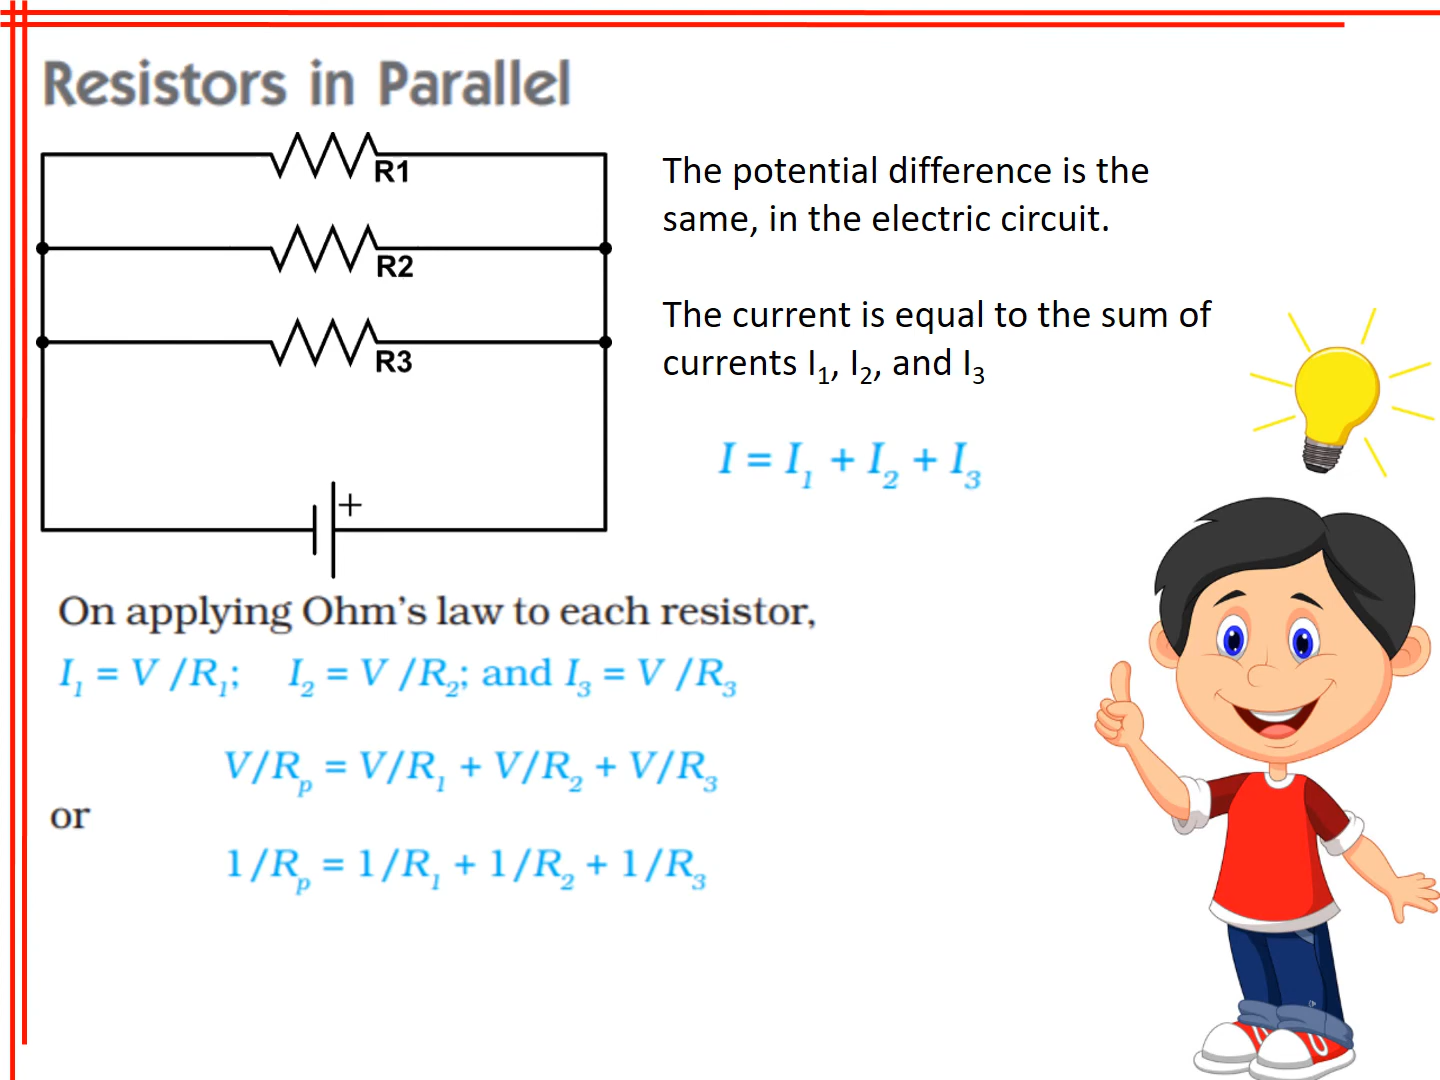 Resistors in Parallel
R1
R2
R3
+
The potential difference is the
same, in the electric circuit.
The current is equal to the sum of
currents I₁, I₂, and I₃
I = I₁ + I₂ + I₃
On applying Ohm's law to each resistor,
I₁ = V /R₁; I₂ = V /R₂; and I₃ = V /R₃
V/Rₚ = V/R₁ + V/R₂ + V/R₃
or
1/Rₚ = 1/R₁ + 1/R₂ + 1/R₃